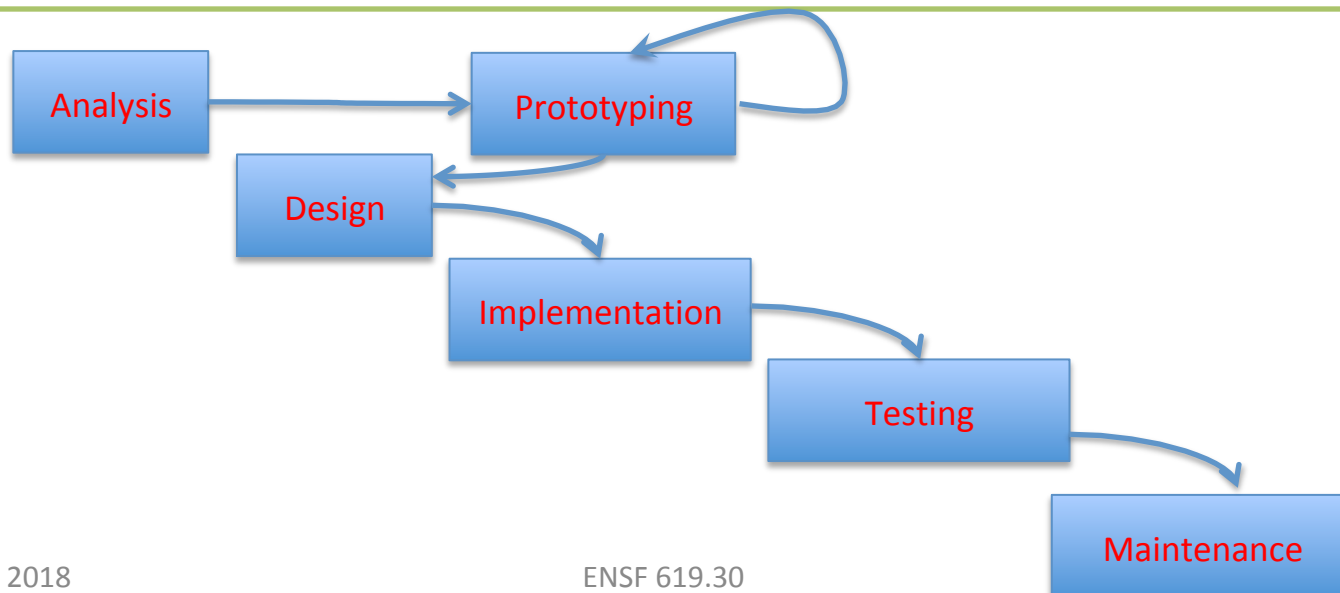 Analysis
Prototyping
Design
Implementation
Testing
Maintenance
2018
ENSF 619.30